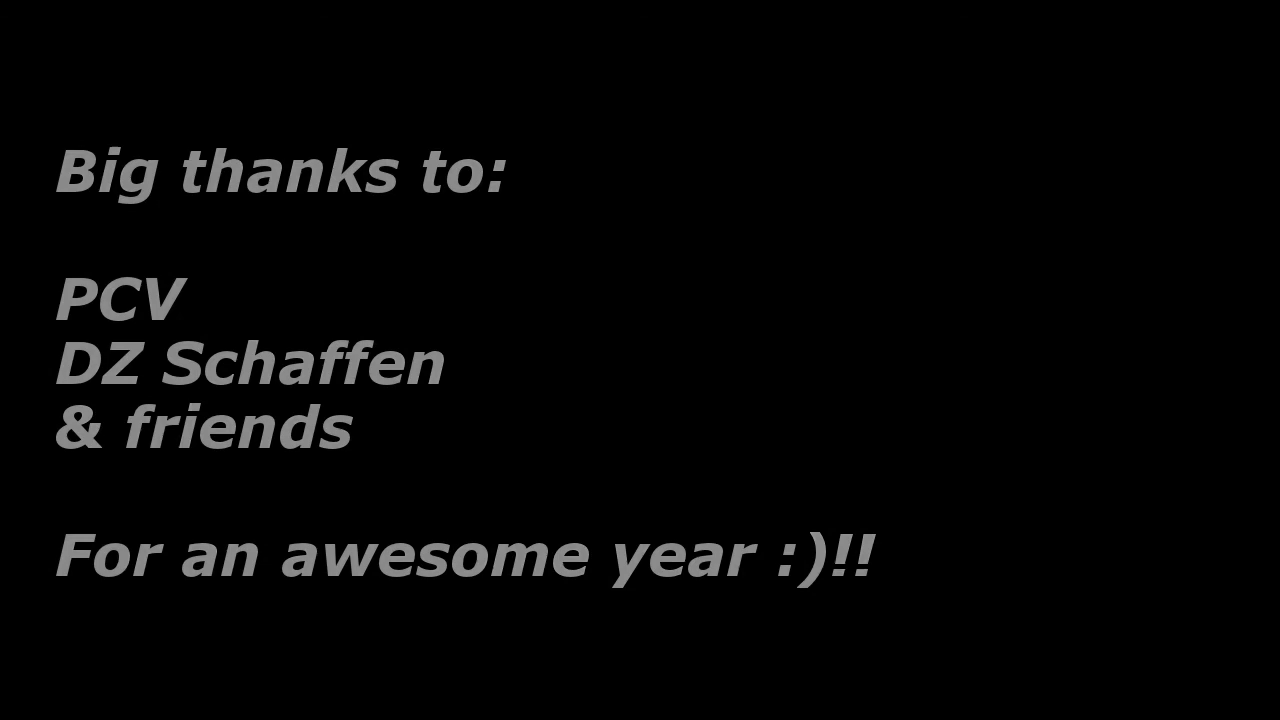 Big thanks to:
PCV
DZ Schaffen
& friends
For an awesome year :)!!